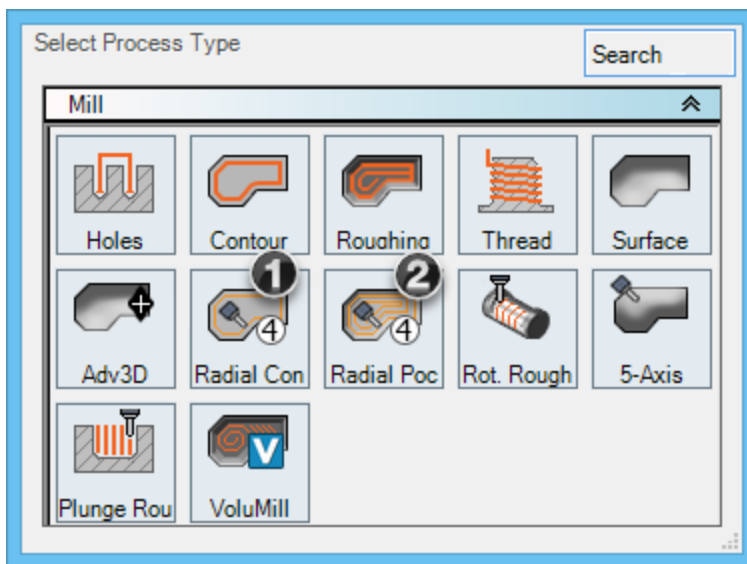 Select Process Type
Search
Mill
Holes
Contour
Roughing
Thread
Surface
1
2
4
4
Adv3D
Radial Con
Radial Poc
Rot. Rough
5-Axis
V
Plunge Rou
VoluMill